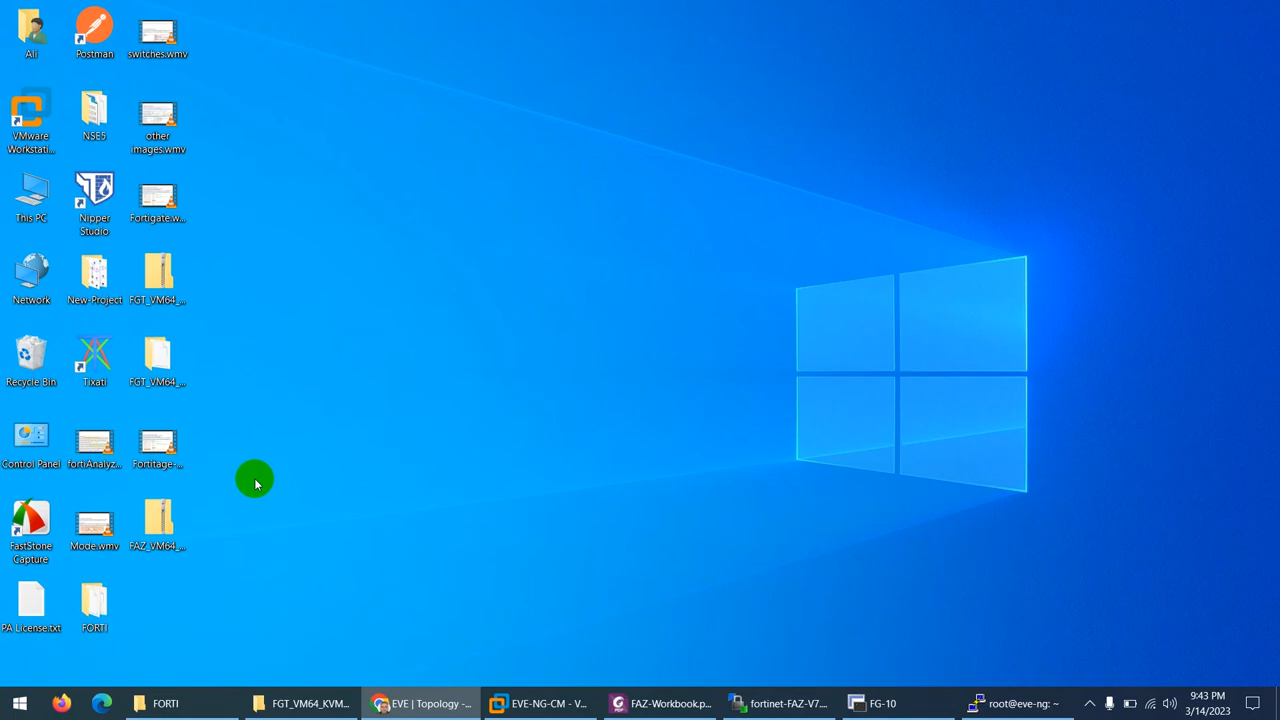 Ali
Postman
switches.wmv
VMware
Workstati...
NSE5
other
images.wmv
This PC
Nipper
Studio
Fortigate.w...
Network
New-Project
FGT_VM64_...
Recycle Bin
Tixati
FGT_VM64_...
Control Panel
fortiAnalyz...
Fortitage-...
FastStone
Capture
Mode.wmv
FAZ_VM64_...
PA License.txt
FORTI
FORTI
FGT_VM64_KVM...
EVE | Topology -...
EVE-NG-CM - V...
FAZ-Workbook.p...
fortinet-FAZ-V7...
FG-10
root@eve-ng: ~
9:43 PM
3/14/2023